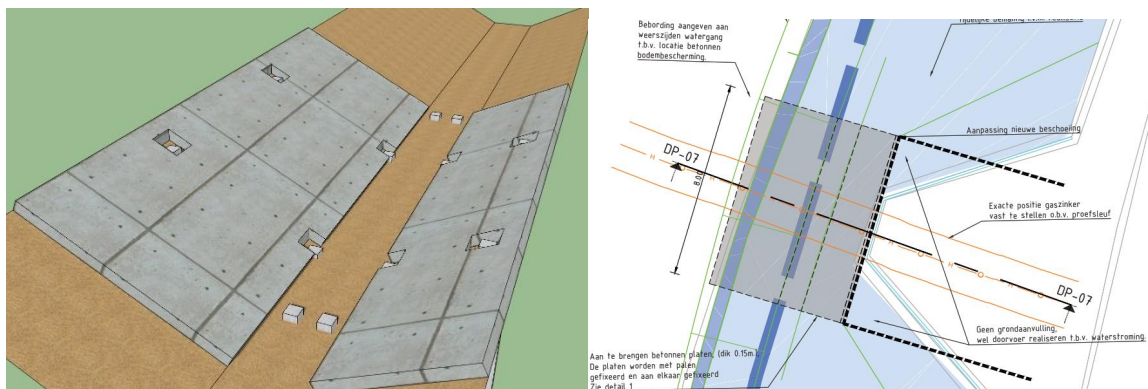 Bebording aangeven aan
weerszijden watergang
t.b.v. locatie betonnen
bodembescherming.
Aanpassing nieuwe beschoeiing
DP-07
8.00
Exacte positie gaszinker
vast te stellen o.b.v. proefsleuf
DP-07
Geen grondaanvulling,
wel doorvoer realiseren t.b.v. waterstroming
Aan te brengen betonnen platen, (dik 0.15m.)
De platen worden met palen
gefixeerd en aan elkaar gefixeerd
Zie detail 1